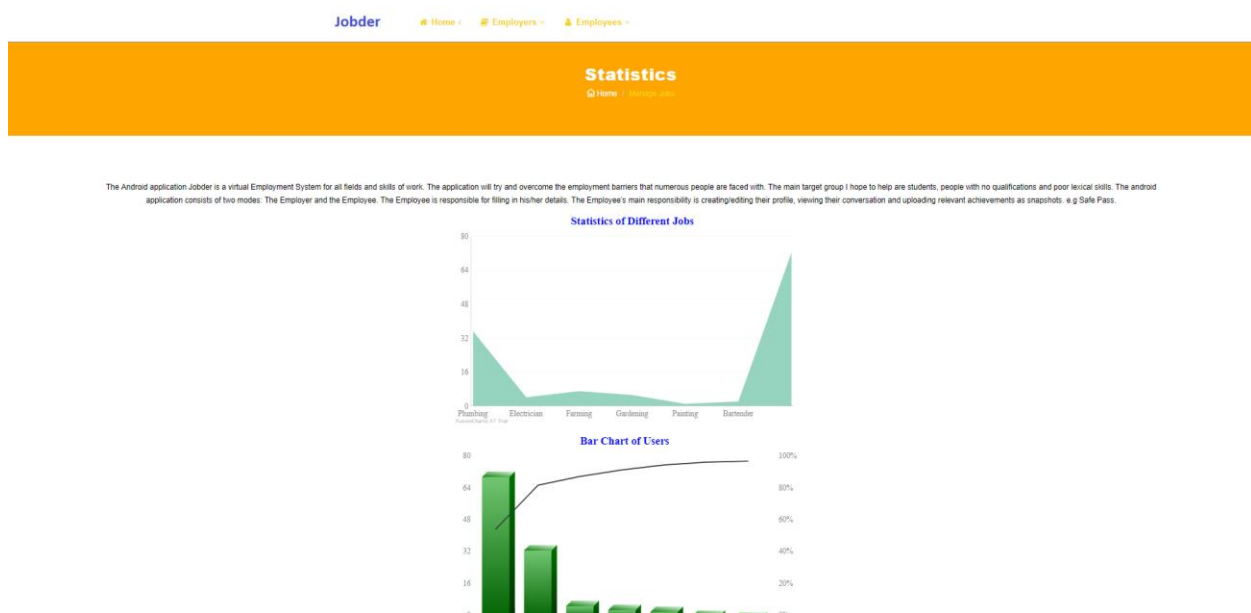 Jobder Home Employers Employees
Statistics
Home / Manage Jobs
The Android application Jobder is a virtual Employment System for all fields and skills of work. The application will try and overcome the employment barriers that numerous people are faced with. The main target group I hope to help are students, people with no qualifications and poor lexical skills. The android
application consists of two modes: The Employer and the Employee. The Employee is responsible for filling in his/her details. The Employee's main responsibility is creating/editing their profile, viewing their conversation and uploading relevant achievements as snapshots. e.g Safe Pass.
Statistics of Different Jobs
80
64
48
32
16
0
Plumbing Electrician Farming Gardening Painting Bartender
FusionCharts XT Trial
Bar Chart of Users
80 100%
64 80%
48 60%
32 40%
16 20%